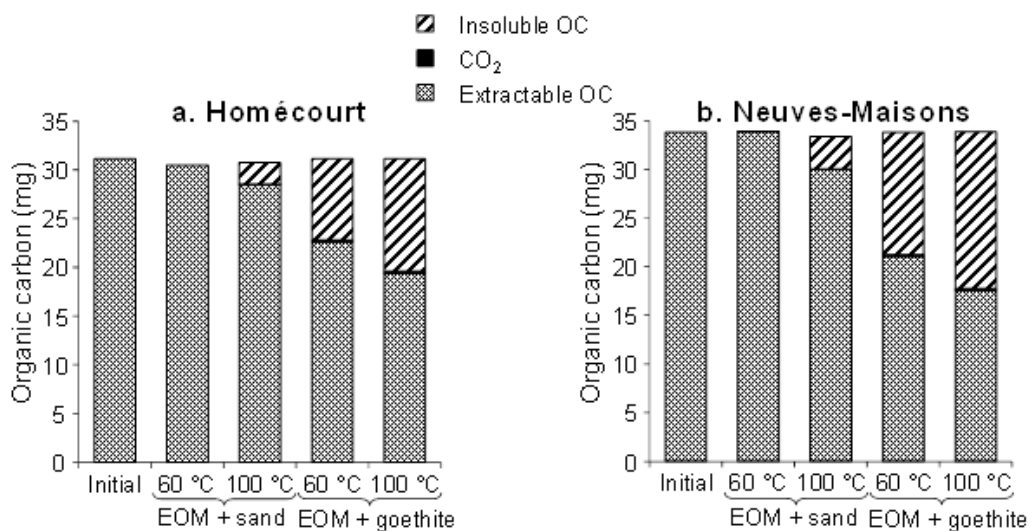 Insoluble OC
CO₂
Extractable OC
a. Homécourt
Organic carbon (mg)
35
30
25
20
15
10
5
0
Initial 60 °C 100 °C 60 °C 100 °C
EOM + sand EOM + goethite
b. Neuves-Maisons
Organic carbon (mg)
35
30
25
20
15
10
5
0
Initial 60 °C 100 °C 60 °C 100 °C
EOM + sand EOM + goethite